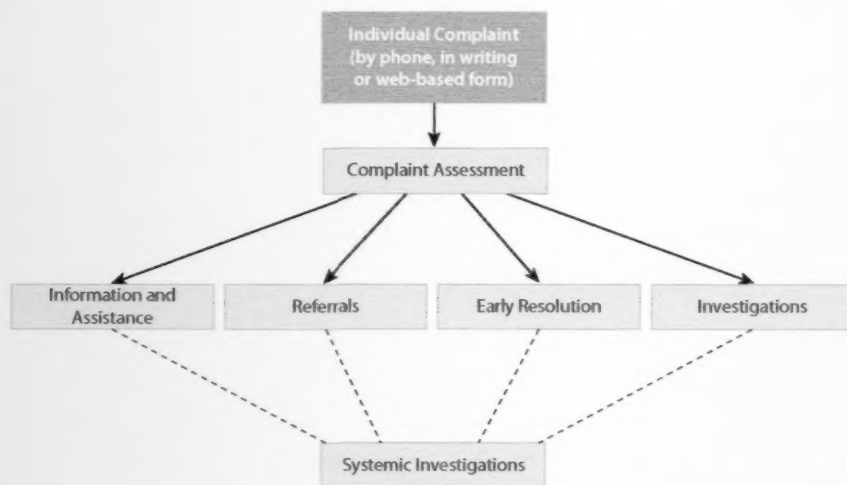 Individual Complaint
(by phone, in writing
or web-based form)
Complaint Assessment
Information and
Assistance
Referrals
Early Resolution
Investigations
Systemic Investigations